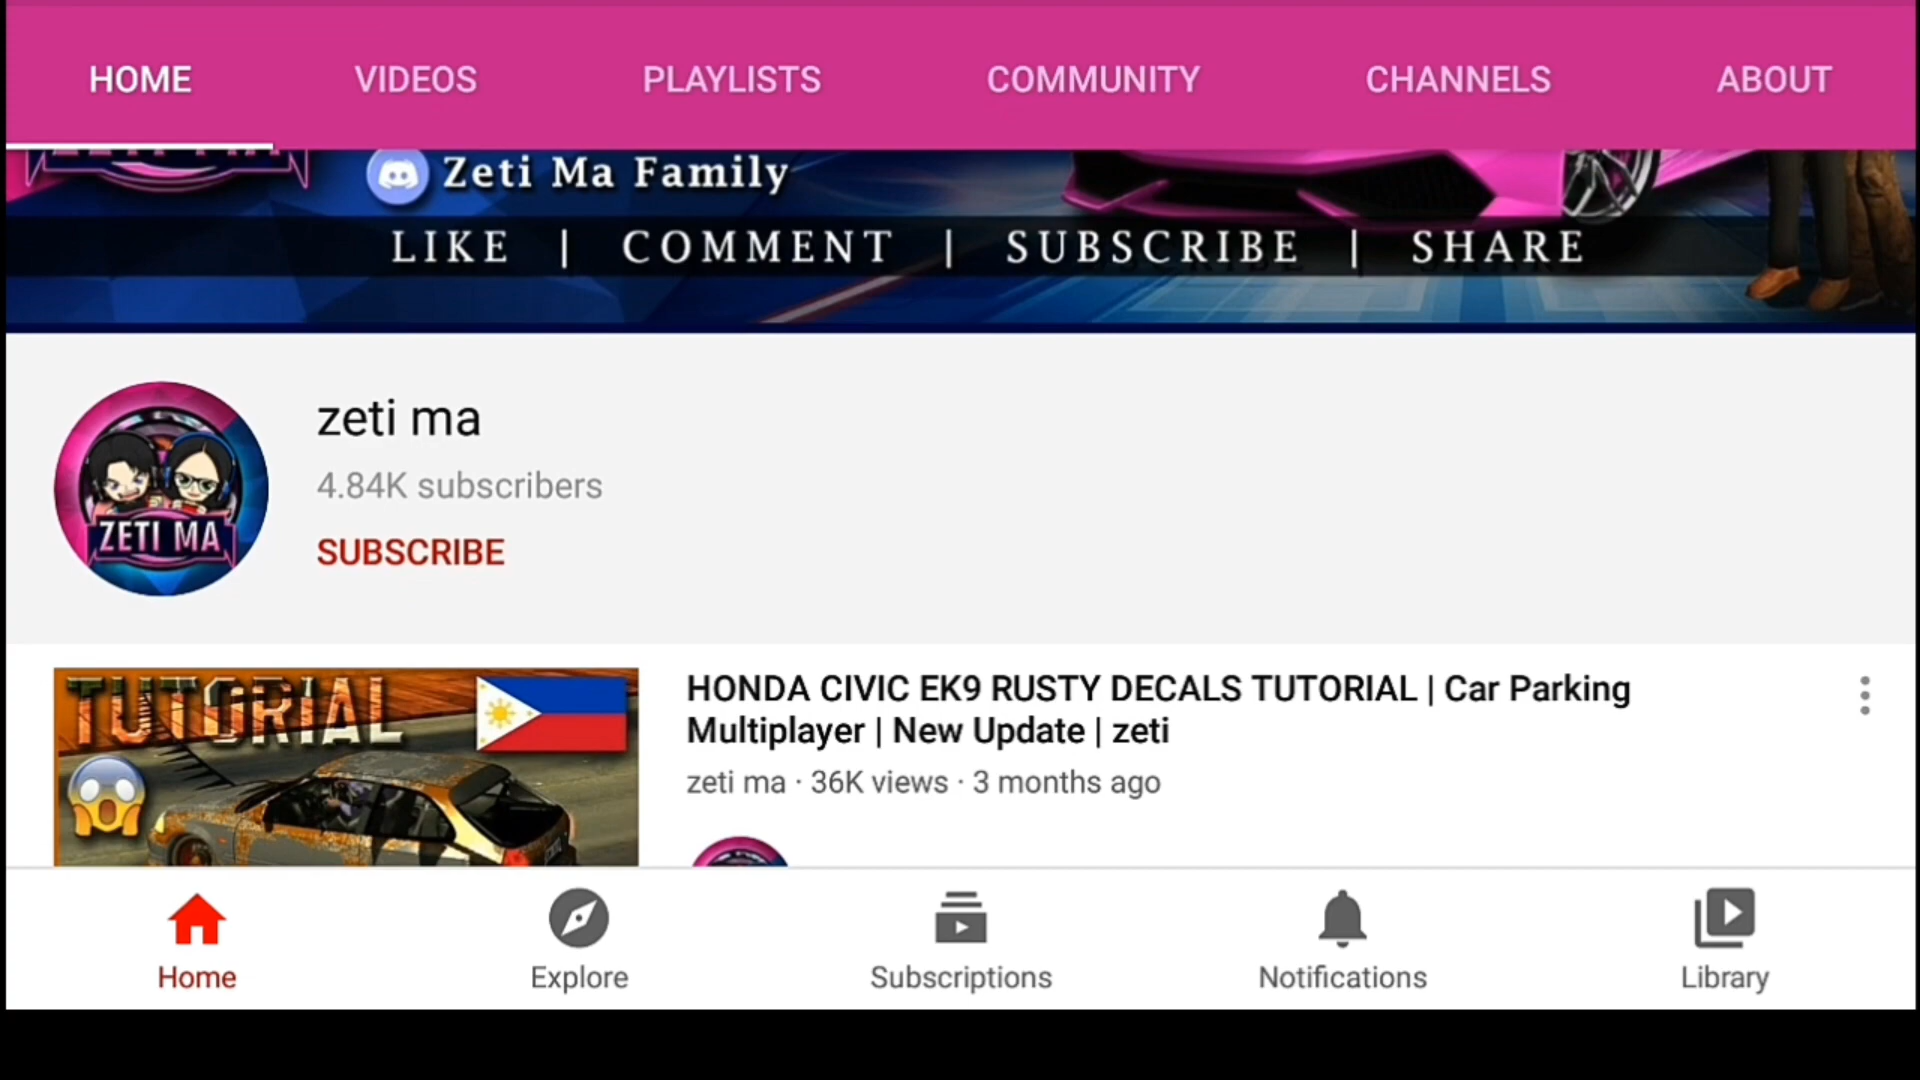 HOME VIDEOS PLAYLISTS COMMUNITY CHANNELS ABOUT
Zeti Ma Family
LIKE | COMMENT | SUBSCRIBE | SHARE
zeti ma
4.84K subscribers
SUBSCRIBE
ZETI MA
TUTORIAL
HONDA CIVIC EK9 RUSTY DECALS TUTORIAL | Car Parking
Multiplayer | New Update | zeti
zeti ma · 36K views · 3 months ago
Home Explore Subscriptions Notifications Library